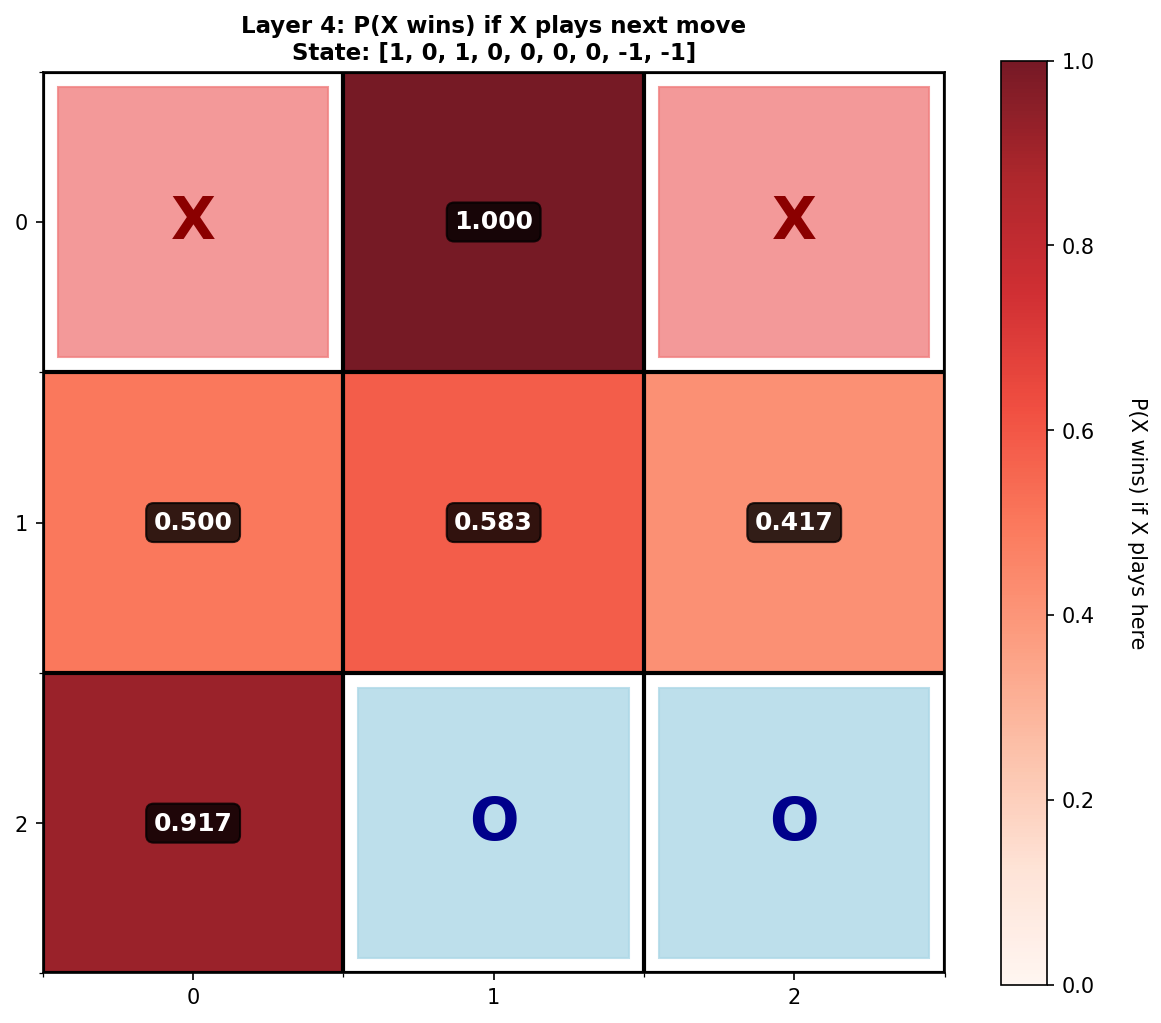 Layer 4: P(X wins) if X plays next move
State: [1, 0, 1, 0, 0, 0, 0, -1, -1]
X
1.000
X
0
0.500
0.583
0.417
1
0.917
O
O
2
0
1
2
1.0
0.8
0.6
0.4
0.2
0.0
P(X wins) if X plays here